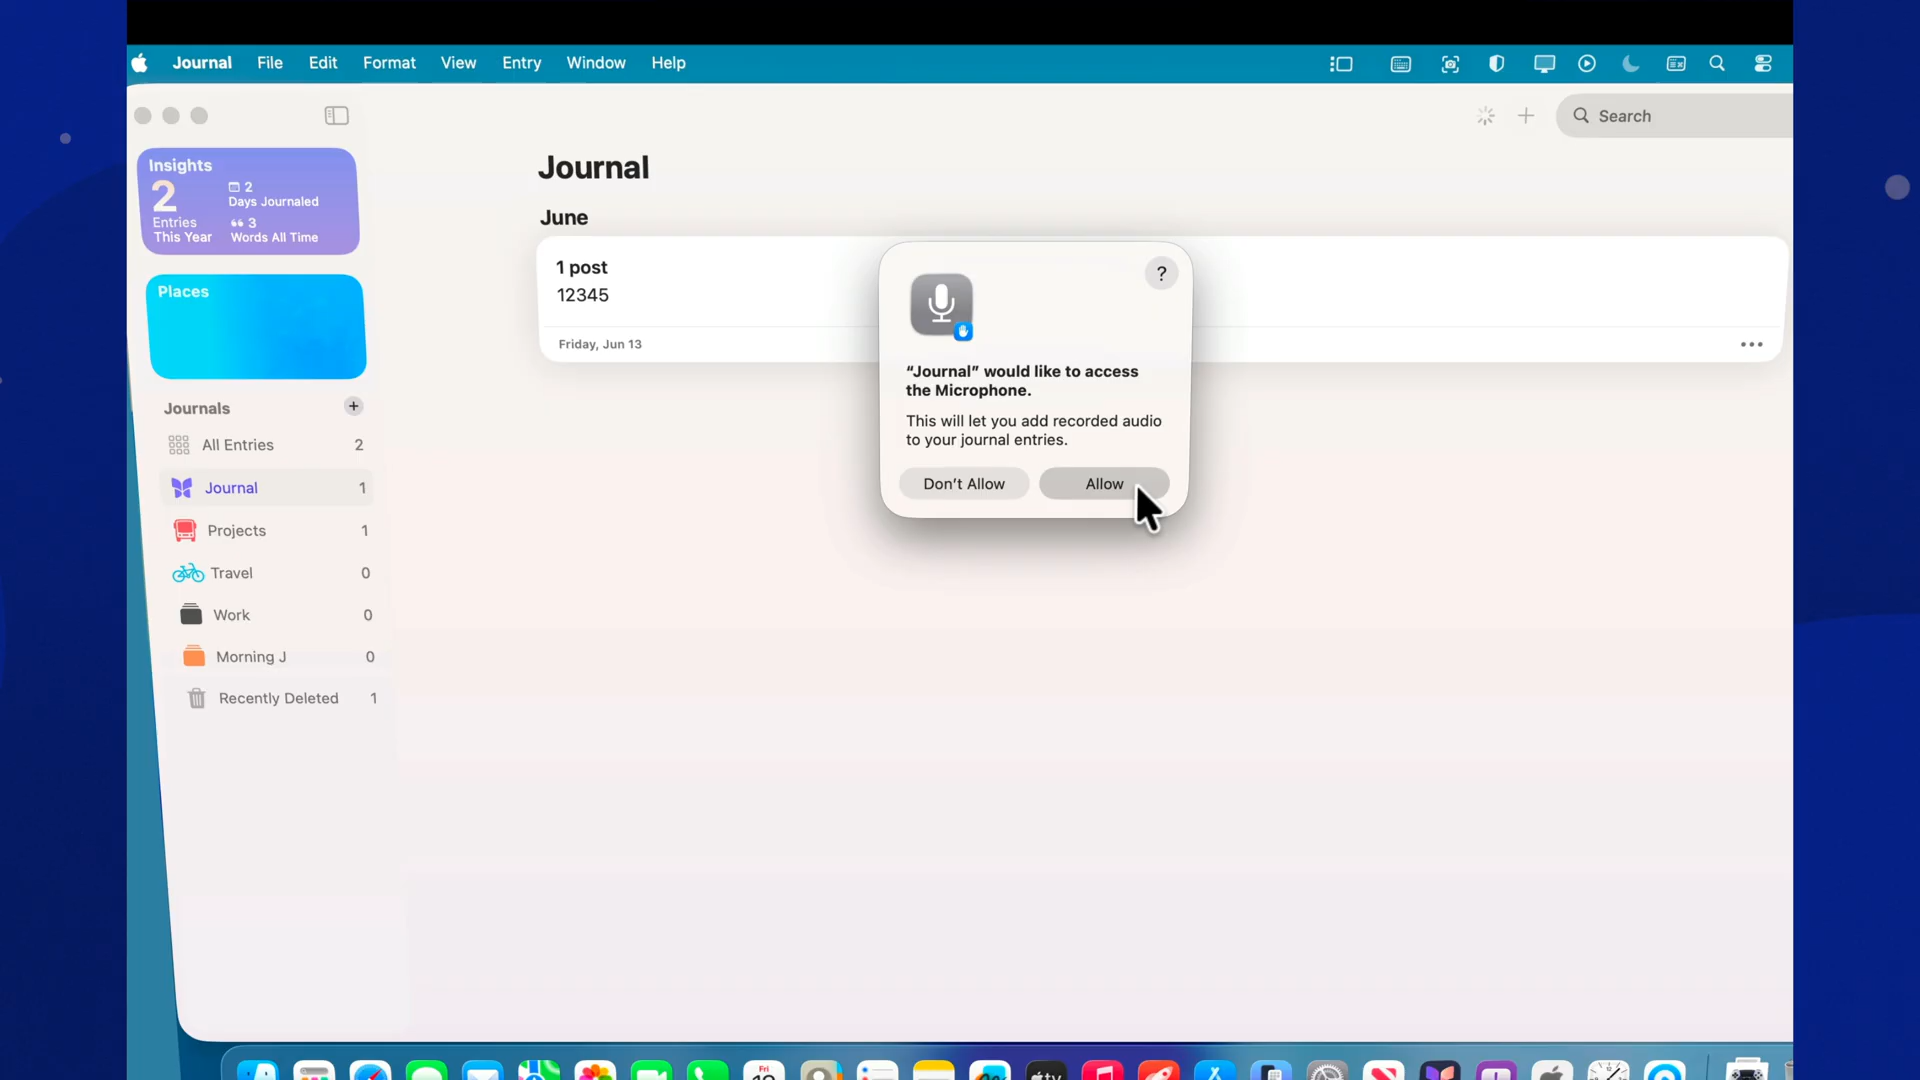 Journal File Edit Format View Entry Window Help
Search
Insights
2
Entries
This Year
2
Days Journaled
3
Words All Time
Places
Journals
All Entries 2
Journal 1
Projects 1
Travel 0
Work 0
Morning J 0
Recently Deleted 1
Journal
June
1 post
12345
Friday, Jun 13
?
“Journal” would like to access
the Microphone.
This will let you add recorded audio
to your journal entries.
Don't Allow Allow
Fri
tv